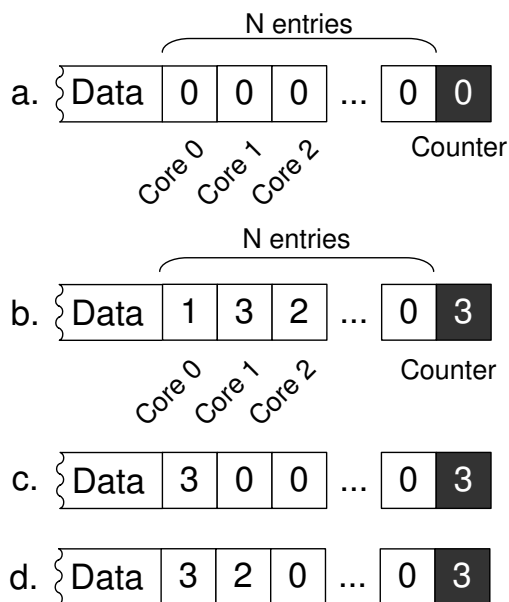 N entries
a. Data 0 0 0 ... 0 0
Core 0 Core 1 Core 2 Counter
N entries
b. Data 1 3 2 ... 0 3
Core 0 Core 1 Core 2 Counter
c. Data 3 0 0 ... 0 3
d. Data 3 2 0 ... 0 3